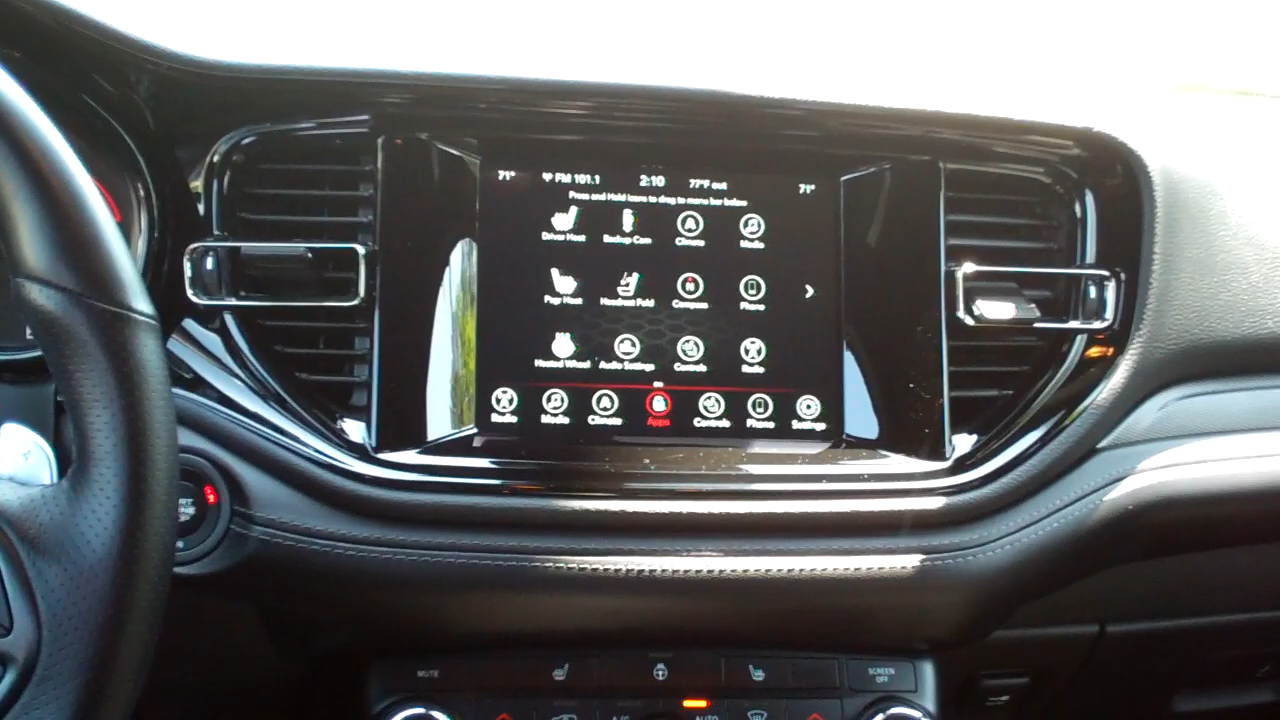 71° FM 101.1 2:10 77°F out 71°
Press and Hold icons to drag to menu bar below
Driver Heat Backup Cam Climate Media
Psgr Heat Headrest Fold Compass Phone
Heated Wheel Audio Settings Controls Radio
Radio Media Climate Apps Controls Phone Settings
MUTE
SCREEN
OFF
A/C AUTO